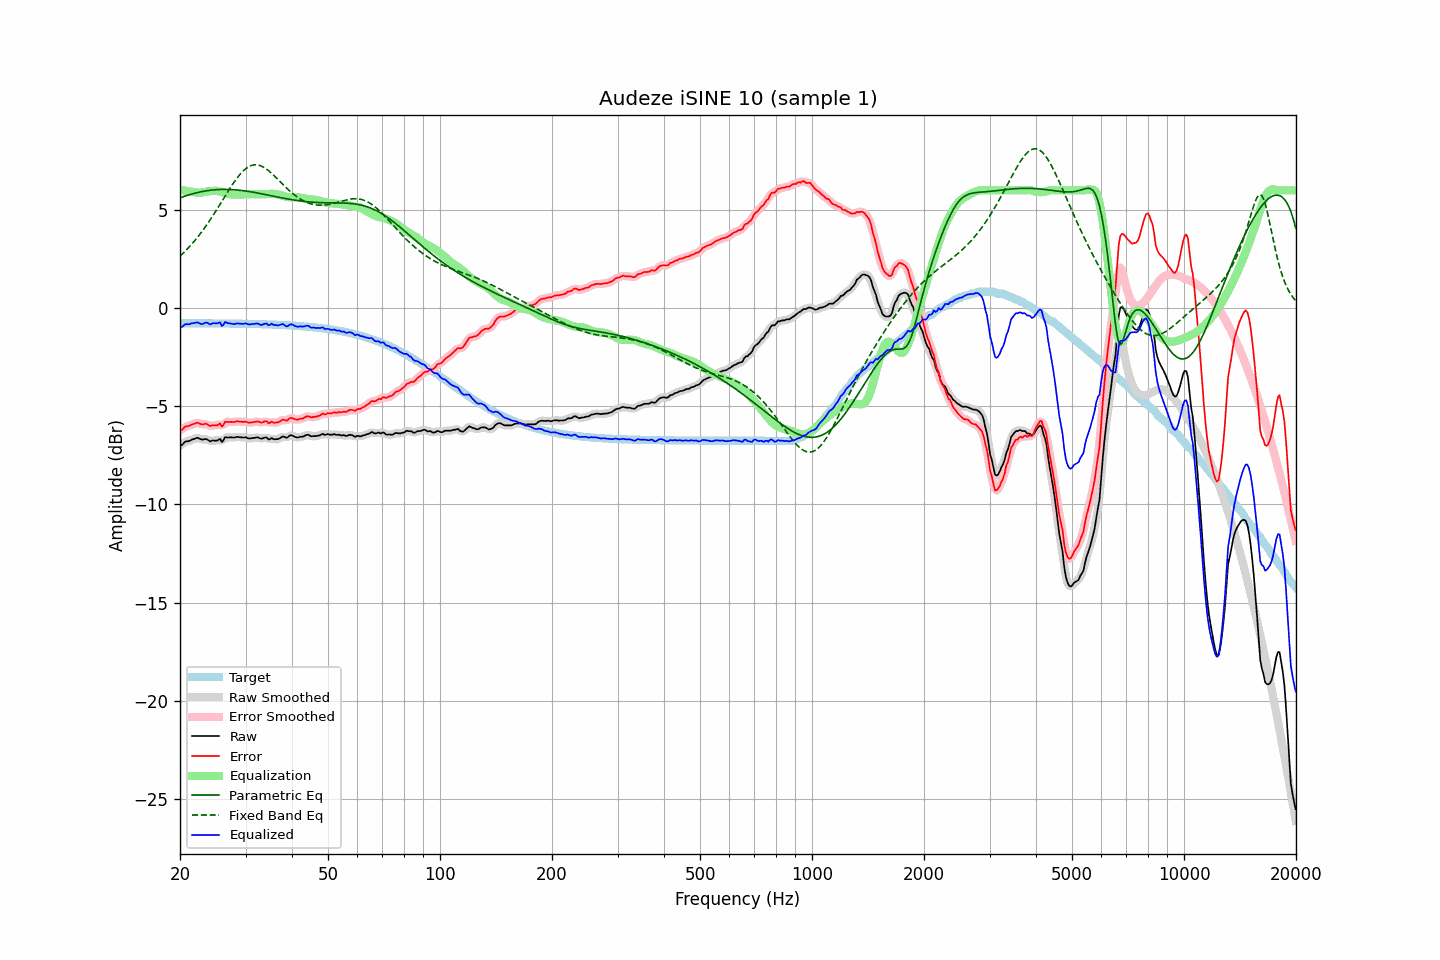 Audeze iSINE 10 (sample 1)
Amplitude (dBr)
5
0
−5
−10
−15
−20
−25
Target
Raw Smoothed
Error Smoothed
Raw
Error
Equalization
Parametric Eq
Fixed Band Eq
Equalized
20 50 100 200 500 1000 2000 5000 10000 20000
Frequency (Hz)